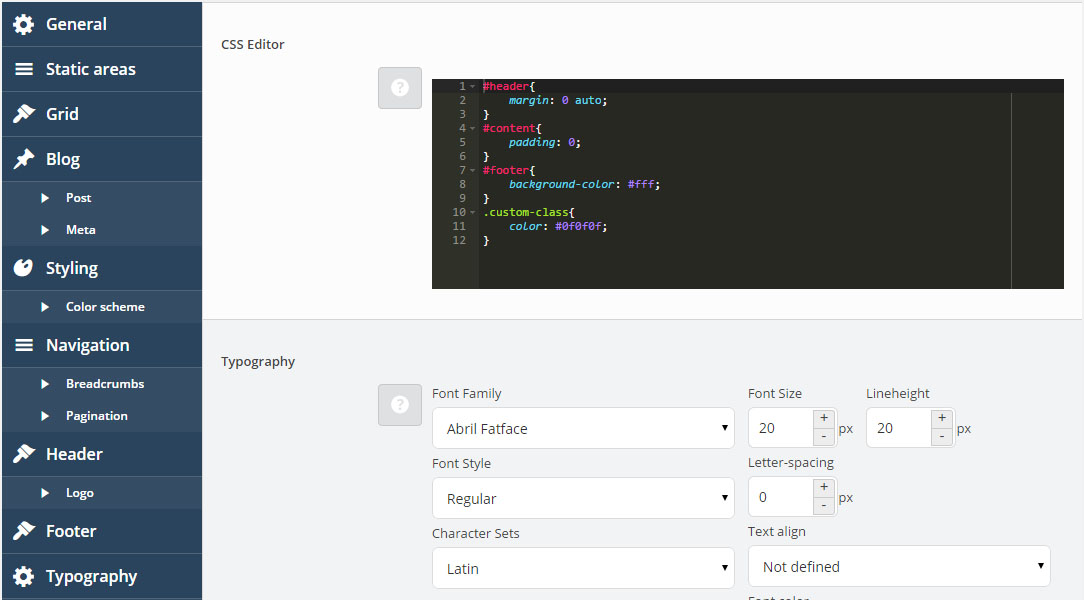 General
Static areas
Grid
Blog
Post
Meta
Styling
Color scheme
Navigation
Breadcrumbs
Pagination
Header
Logo
Footer
Typography
CSS Editor
?
1 #header{
2 margin: 0 auto;
3 }
4 #content{
5 padding: 0;
6 }
7 #footer{
8 background-color: #fff;
9 }
10 .custom-class{
11 color: #0f0f0f;
12 }
Typography
?
Font Family
Abril Fatface
Font Style
Regular
Character Sets
Latin
Font Size
20 + - px
Lineheight
20 + - px
Letter-spacing
0 + - px
Text align
Not defined
Font color